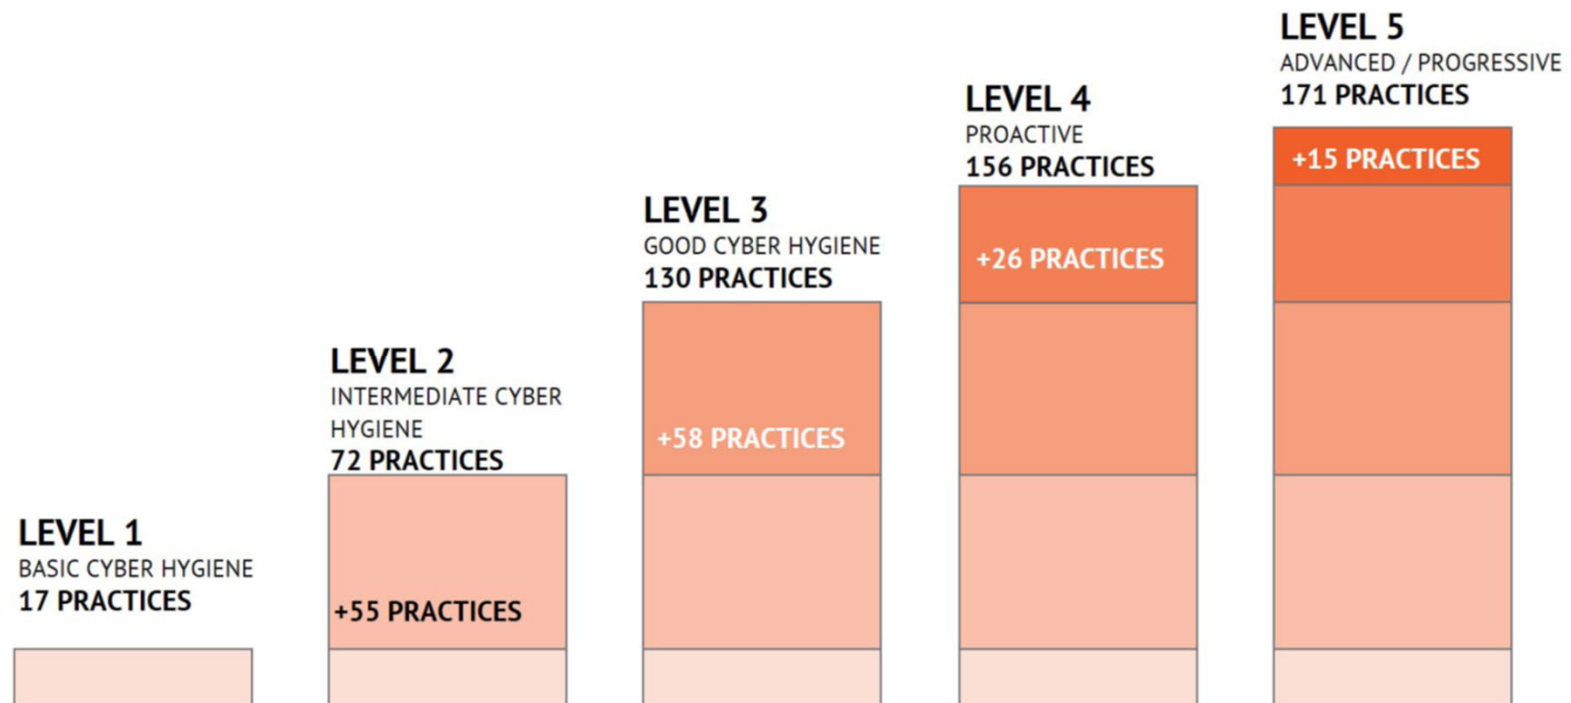 LEVEL 1
BASIC CYBER HYGIENE
17 PRACTICES
LEVEL 2
INTERMEDIATE CYBER
HYGIENE
72 PRACTICES
+55 PRACTICES
LEVEL 3
GOOD CYBER HYGIENE
130 PRACTICES
+58 PRACTICES
LEVEL 4
PROACTIVE
156 PRACTICES
+26 PRACTICES
LEVEL 5
ADVANCED / PROGRESSIVE
171 PRACTICES
+15 PRACTICES